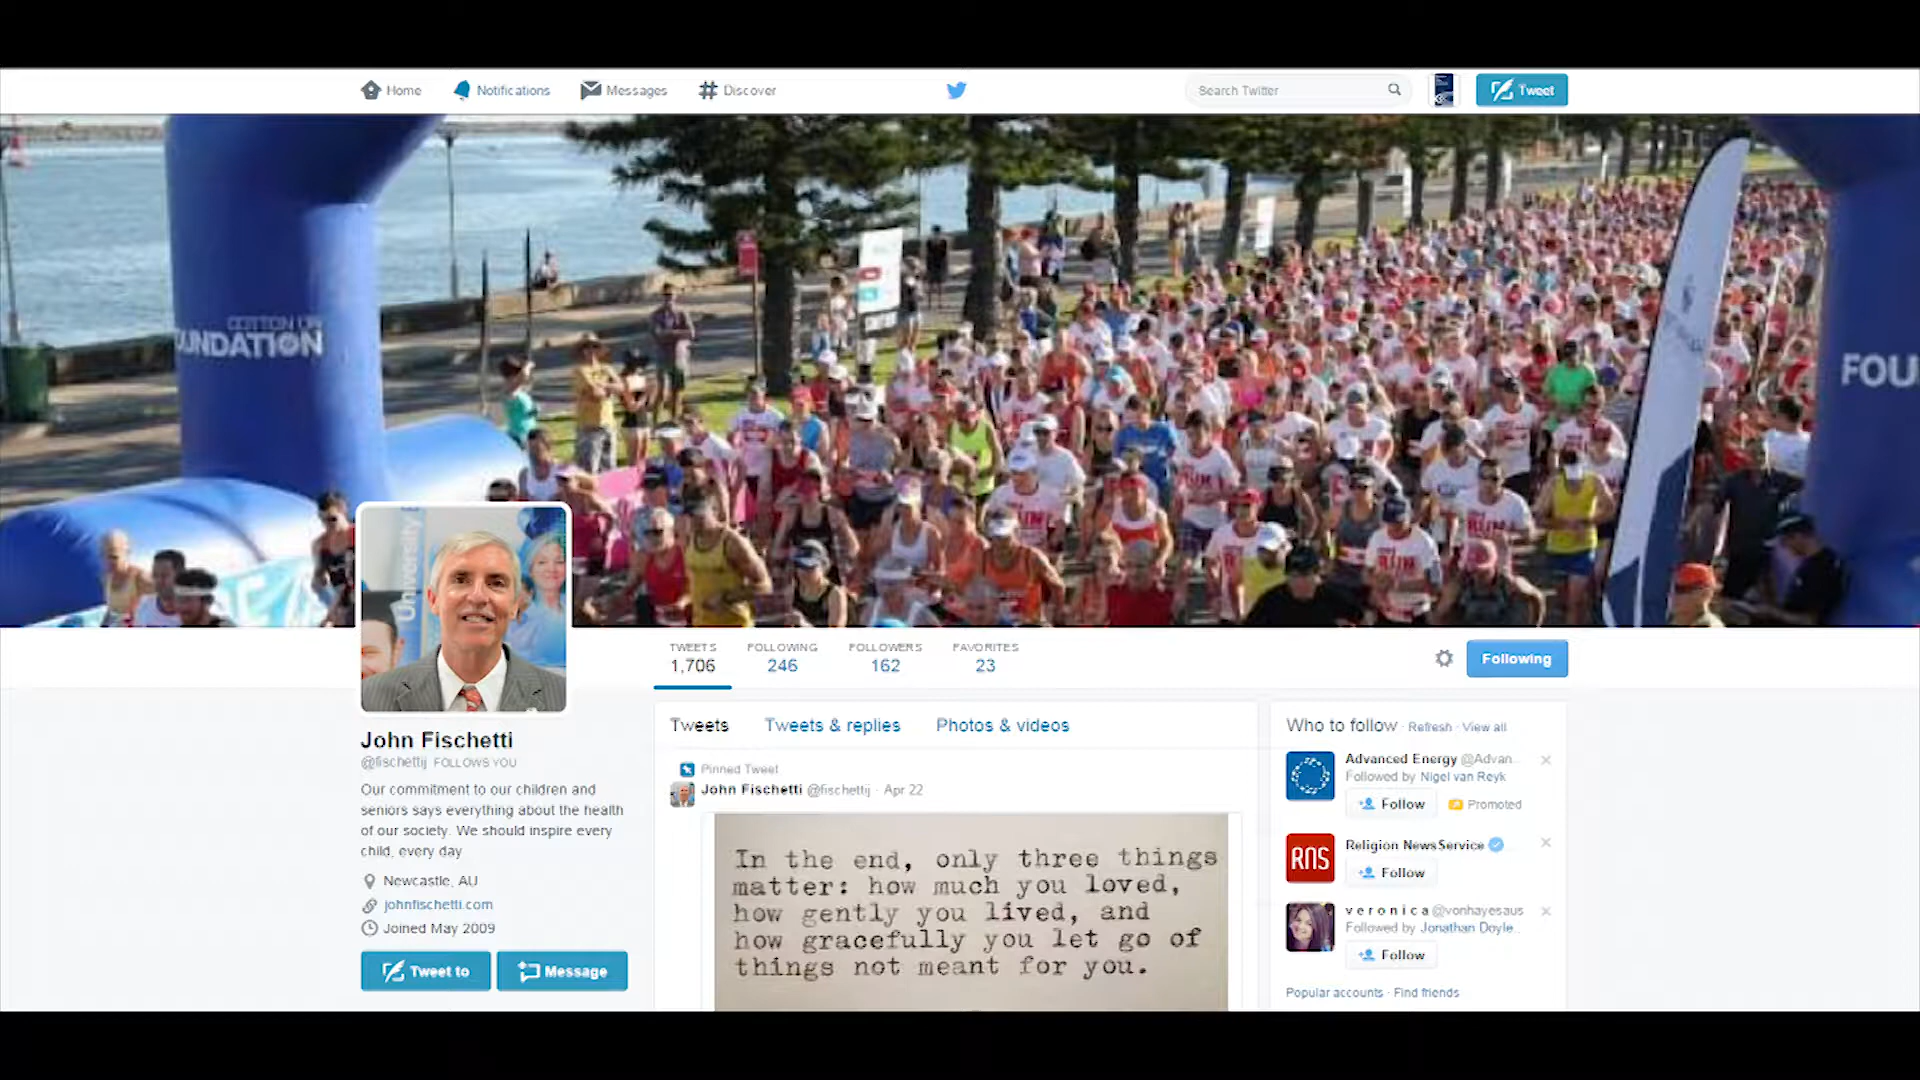 Home
Notifications
Messages
Discover
Search Twitter
Tweet
COTTON ON
FOUNDATION
FOU
RUN
RUN
University
TWEETS
1,706
FOLLOWING
246
FOLLOWERS
162
FAVORITES
23
Following
John Fischetti
@fischettij FOLLOWS YOU
Our commitment to our children and
seniors says everything about the health
of our society. We should inspire every
child, every day
Newcastle, AU
johnfischetti.com
Joined May 2009
Tweet to
Message
Tweets
Tweets & replies
Photos & videos
Pinned Tweet
John Fischetti @fischettij · Apr 22
In the end, only three things
matter: how much you loved,
how gently you lived, and
how gracefully you let go of
things not meant for you.
Who to follow · Refresh · View all
Advanced Energy @Advan...
Followed by Nigel van Reyk
Follow
Promoted
RNS
Religion NewsService
Follow
v e r o n i c a @vonhayesaus
Followed by Jonathan Doyle...
Follow
Popular accounts · Find friends